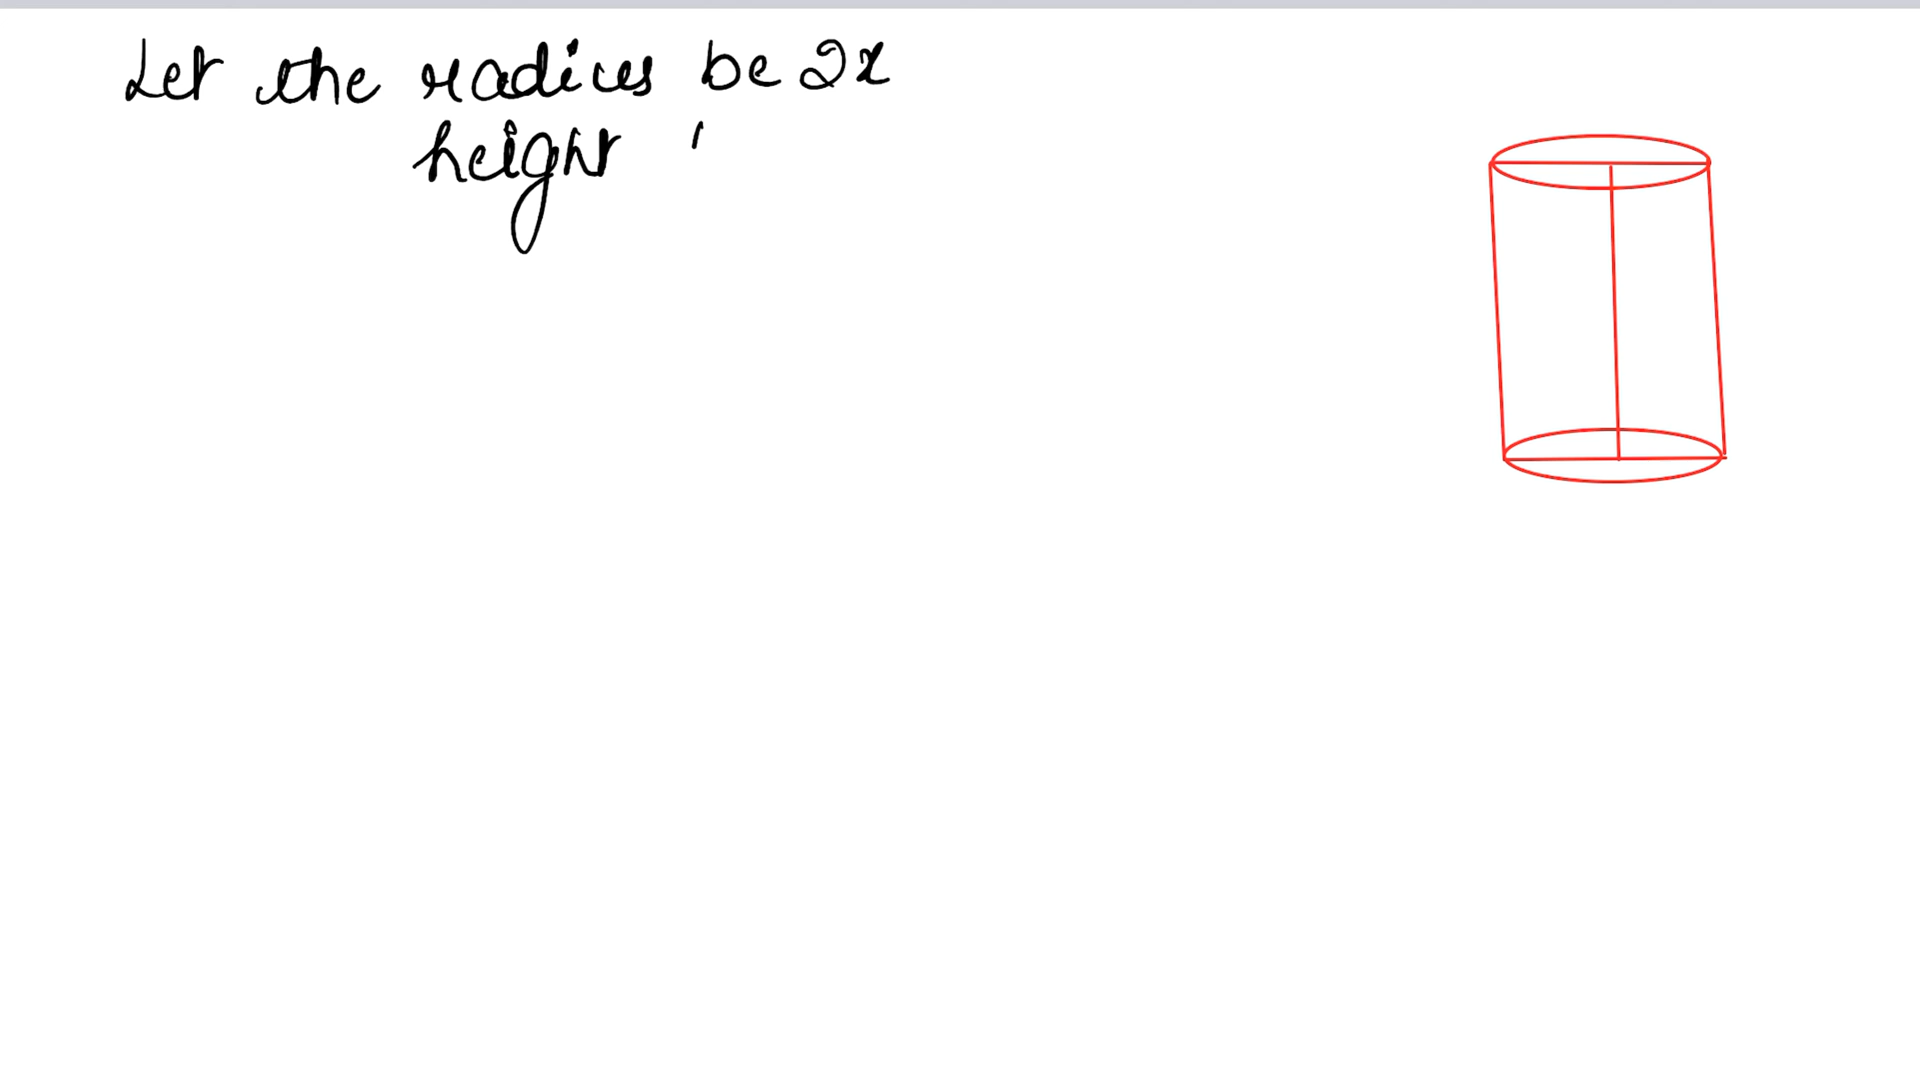 Let the radius be 2x
height "